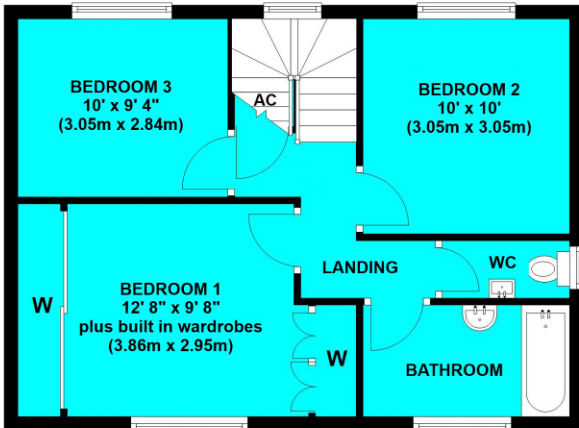 BEDROOM 3
10' x 9' 4"
(3.05m x 2.84m)
AC
BEDROOM 2
10' x 10'
(3.05m x 3.05m)
LANDING
WC
W
BEDROOM 1
12' 8" x 9' 8"
plus built in wardrobes
(3.86m x 2.95m)
W
BATHROOM